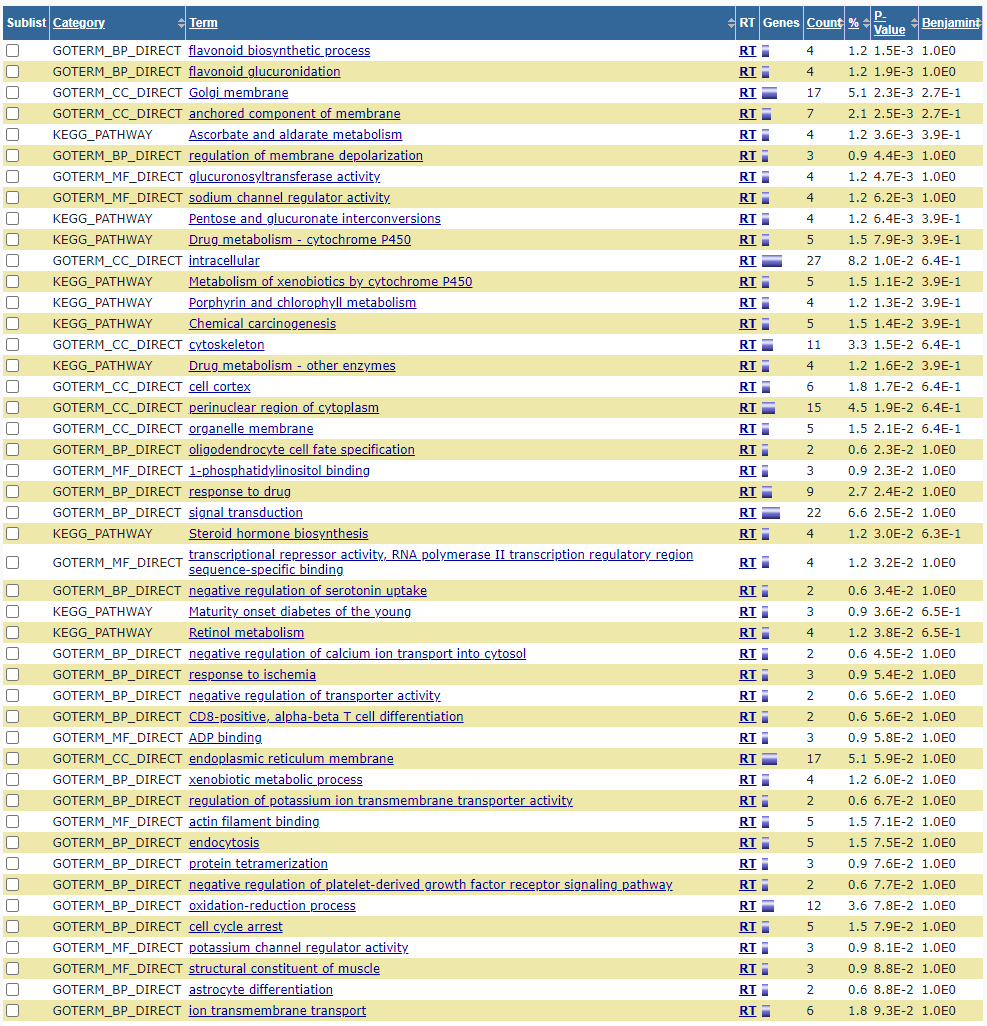 Sublist Category Term RT Genes Count % P-Value Benjamini
GOTERM_BP_DIRECT flavonoid biosynthetic process RT 4 1.2 1.5E-3 1.0E0
GOTERM_BP_DIRECT flavonoid glucuronidation RT 4 1.2 1.9E-3 1.0E0
GOTERM_CC_DIRECT Golgi membrane RT 17 5.1 2.3E-3 2.7E-1
GOTERM_CC_DIRECT anchored component of membrane RT 7 2.1 2.5E-3 2.7E-1
KEGG_PATHWAY Ascorbate and aldarate metabolism RT 4 1.2 3.6E-3 3.9E-1
GOTERM_BP_DIRECT regulation of membrane depolarization RT 3 0.9 4.4E-3 1.0E0
GOTERM_MF_DIRECT glucuronosyltransferase activity RT 4 1.2 4.7E-3 1.0E0
GOTERM_MF_DIRECT sodium channel regulator activity RT 4 1.2 6.2E-3 1.0E0
KEGG_PATHWAY Pentose and glucuronate interconversions RT 4 1.2 6.4E-3 3.9E-1
KEGG_PATHWAY Drug metabolism - cytochrome P450 RT 5 1.5 7.9E-3 3.9E-1
GOTERM_CC_DIRECT intracellular RT 27 8.2 1.0E-2 6.4E-1
KEGG_PATHWAY Metabolism of xenobiotics by cytochrome P450 RT 5 1.5 1.1E-2 3.9E-1
KEGG_PATHWAY Porphyrin and chlorophyll metabolism RT 4 1.2 1.3E-2 3.9E-1
KEGG_PATHWAY Chemical carcinogenesis RT 5 1.5 1.4E-2 3.9E-1
GOTERM_CC_DIRECT cytoskeleton RT 11 3.3 1.5E-2 6.4E-1
KEGG_PATHWAY Drug metabolism - other enzymes RT 4 1.2 1.6E-2 3.9E-1
GOTERM_CC_DIRECT cell cortex RT 6 1.8 1.7E-2 6.4E-1
GOTERM_CC_DIRECT perinuclear region of cytoplasm RT 15 4.5 1.9E-2 6.4E-1
GOTERM_CC_DIRECT organelle membrane RT 5 1.5 2.1E-2 6.4E-1
GOTERM_BP_DIRECT oligodendrocyte cell fate specification RT 2 0.6 2.3E-2 1.0E0
GOTERM_MF_DIRECT 1-phosphatidylinositol binding RT 3 0.9 2.3E-2 1.0E0
GOTERM_BP_DIRECT response to drug RT 9 2.7 2.4E-2 1.0E0
GOTERM_BP_DIRECT signal transduction RT 22 6.6 2.5E-2 1.0E0
KEGG_PATHWAY Steroid hormone biosynthesis RT 4 1.2 3.0E-2 6.3E-1
GOTERM_MF_DIRECT transcriptional repressor activity, RNA polymerase II transcription regulatory region
sequence-specific binding RT 4 1.2 3.2E-2 1.0E0
GOTERM_BP_DIRECT negative regulation of serotonin uptake RT 2 0.6 3.4E-2 1.0E0
KEGG_PATHWAY Maturity onset diabetes of the young RT 3 0.9 3.6E-2 6.5E-1
KEGG_PATHWAY Retinol metabolism RT 4 1.2 3.8E-2 6.5E-1
GOTERM_BP_DIRECT negative regulation of calcium ion transport into cytosol RT 2 0.6 4.5E-2 1.0E0
GOTERM_BP_DIRECT response to ischemia RT 3 0.9 5.4E-2 1.0E0
GOTERM_BP_DIRECT negative regulation of transporter activity RT 2 0.6 5.6E-2 1.0E0
GOTERM_BP_DIRECT CD8-positive, alpha-beta T cell differentiation RT 2 0.6 5.6E-2 1.0E0
GOTERM_MF_DIRECT ADP binding RT 3 0.9 5.8E-2 1.0E0
GOTERM_CC_DIRECT endoplasmic reticulum membrane RT 17 5.1 5.9E-2 1.0E0
GOTERM_BP_DIRECT xenobiotic metabolic process RT 4 1.2 6.0E-2 1.0E0
GOTERM_BP_DIRECT regulation of potassium ion transmembrane transporter activity RT 2 0.6 6.7E-2 1.0E0
GOTERM_MF_DIRECT actin filament binding RT 5 1.5 7.1E-2 1.0E0
GOTERM_BP_DIRECT endocytosis RT 5 1.5 7.5E-2 1.0E0
GOTERM_BP_DIRECT protein tetramerization RT 3 0.9 7.6E-2 1.0E0
GOTERM_BP_DIRECT negative regulation of platelet-derived growth factor receptor signaling pathway RT 2 0.6 7.7E-2 1.0E0
GOTERM_BP_DIRECT oxidation-reduction process RT 12 3.6 7.8E-2 1.0E0
GOTERM_BP_DIRECT cell cycle arrest RT 5 1.5 7.9E-2 1.0E0
GOTERM_MF_DIRECT potassium channel regulator activity RT 3 0.9 8.1E-2 1.0E0
GOTERM_MF_DIRECT structural constituent of muscle RT 3 0.9 8.8E-2 1.0E0
GOTERM_BP_DIRECT astrocyte differentiation RT 2 0.6 8.8E-2 1.0E0
GOTERM_BP_DIRECT ion transmembrane transport RT 6 1.8 9.3E-2 1.0E0